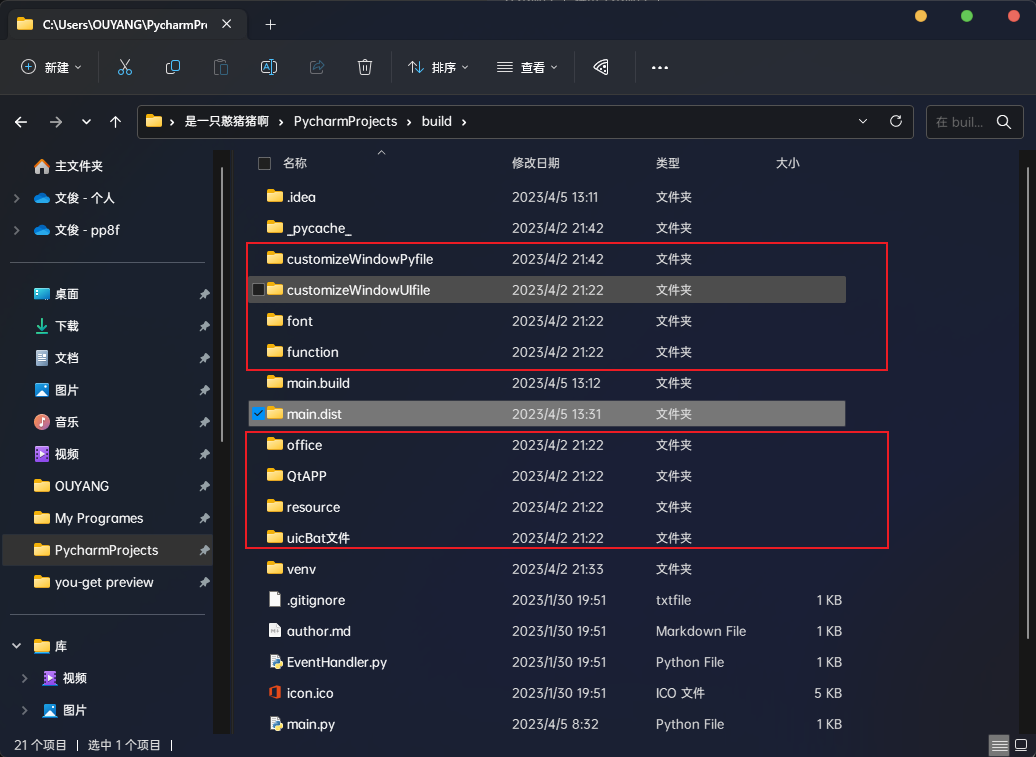 C:\Users\OUYANG\PycharmPr
新建
排序
查看
是一只憨猪猪啊 › PycharmProjects › build ›
在 buil...
主文件夹
文俊 - 个人
文俊 - pp8f
桌面
下载
文档
图片
音乐
视频
OUYANG
My Programes
PycharmProjects
you-get preview
库
视频
图片
名称 修改日期 类型 大小
.idea 2023/4/5 13:11 文件夹
_pycache_ 2023/4/2 21:42 文件夹
customizeWindowPyfile 2023/4/2 21:42 文件夹
customizeWindowUIfile 2023/4/2 21:22 文件夹
font 2023/4/2 21:22 文件夹
function 2023/4/2 21:22 文件夹
main.build 2023/4/5 13:12 文件夹
main.dist 2023/4/5 13:31 文件夹
office 2023/4/2 21:22 文件夹
QtAPP 2023/4/2 21:22 文件夹
resource 2023/4/2 21:22 文件夹
uicBat文件 2023/4/2 21:22 文件夹
venv 2023/4/2 21:33 文件夹
.gitignore 2023/1/30 19:51 txtfile 1 KB
author.md 2023/1/30 19:51 Markdown File 1 KB
EventHandler.py 2023/1/30 19:51 Python File 1 KB
icon.ico 2023/1/30 19:51 ICO 文件 5 KB
main.py 2023/4/5 8:32 Python File 1 KB
21 个项目 | 选中 1 个项目 |